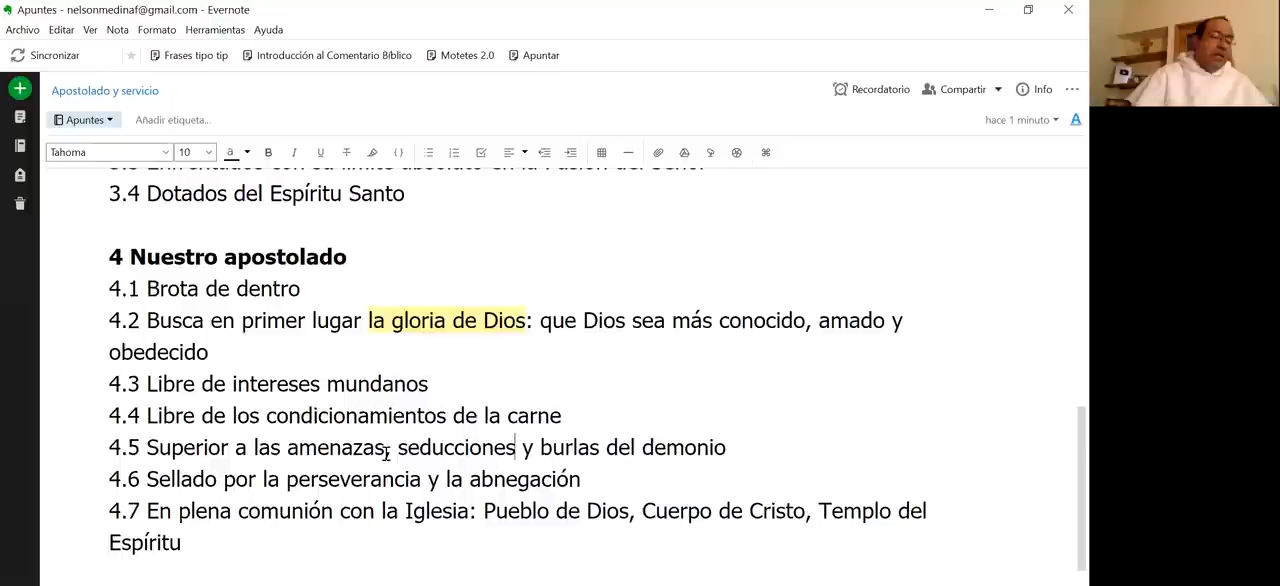 Apuntes - nelsonmedinaf@gmail.com - Evernote
Archivo Editar Ver Nota Formato Herramientas Ayuda
Sincronizar Frases tipo tip Introducción al Comentario Bíblico Motetes 2.0 Apuntar
Apostolado y servicio Recordatorio Compartir Info
Apuntes Añadir etiqueta... hace 1 minuto
Tahoma 10 a B I U T
3.4 Dotados del Espíritu Santo
4 Nuestro apostolado
4.1 Brota de dentro
4.2 Busca en primer lugar la gloria de Dios: que Dios sea más conocido, amado y
obedecido
4.3 Libre de intereses mundanos
4.4 Libre de los condicionamientos de la carne
4.5 Superior a las amenazas, seducciones y burlas del demonio
4.6 Sellado por la perseverancia y la abnegación
4.7 En plena comunión con la Iglesia: Pueblo de Dios, Cuerpo de Cristo, Templo del
Espíritu